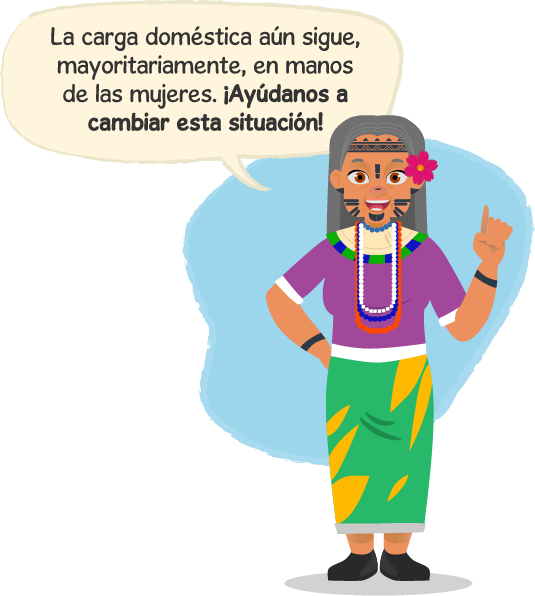 La carga doméstica aún sigue,
mayoritariamente, en manos
de las mujeres. ¡Ayúdanos a
cambiar esta situación!